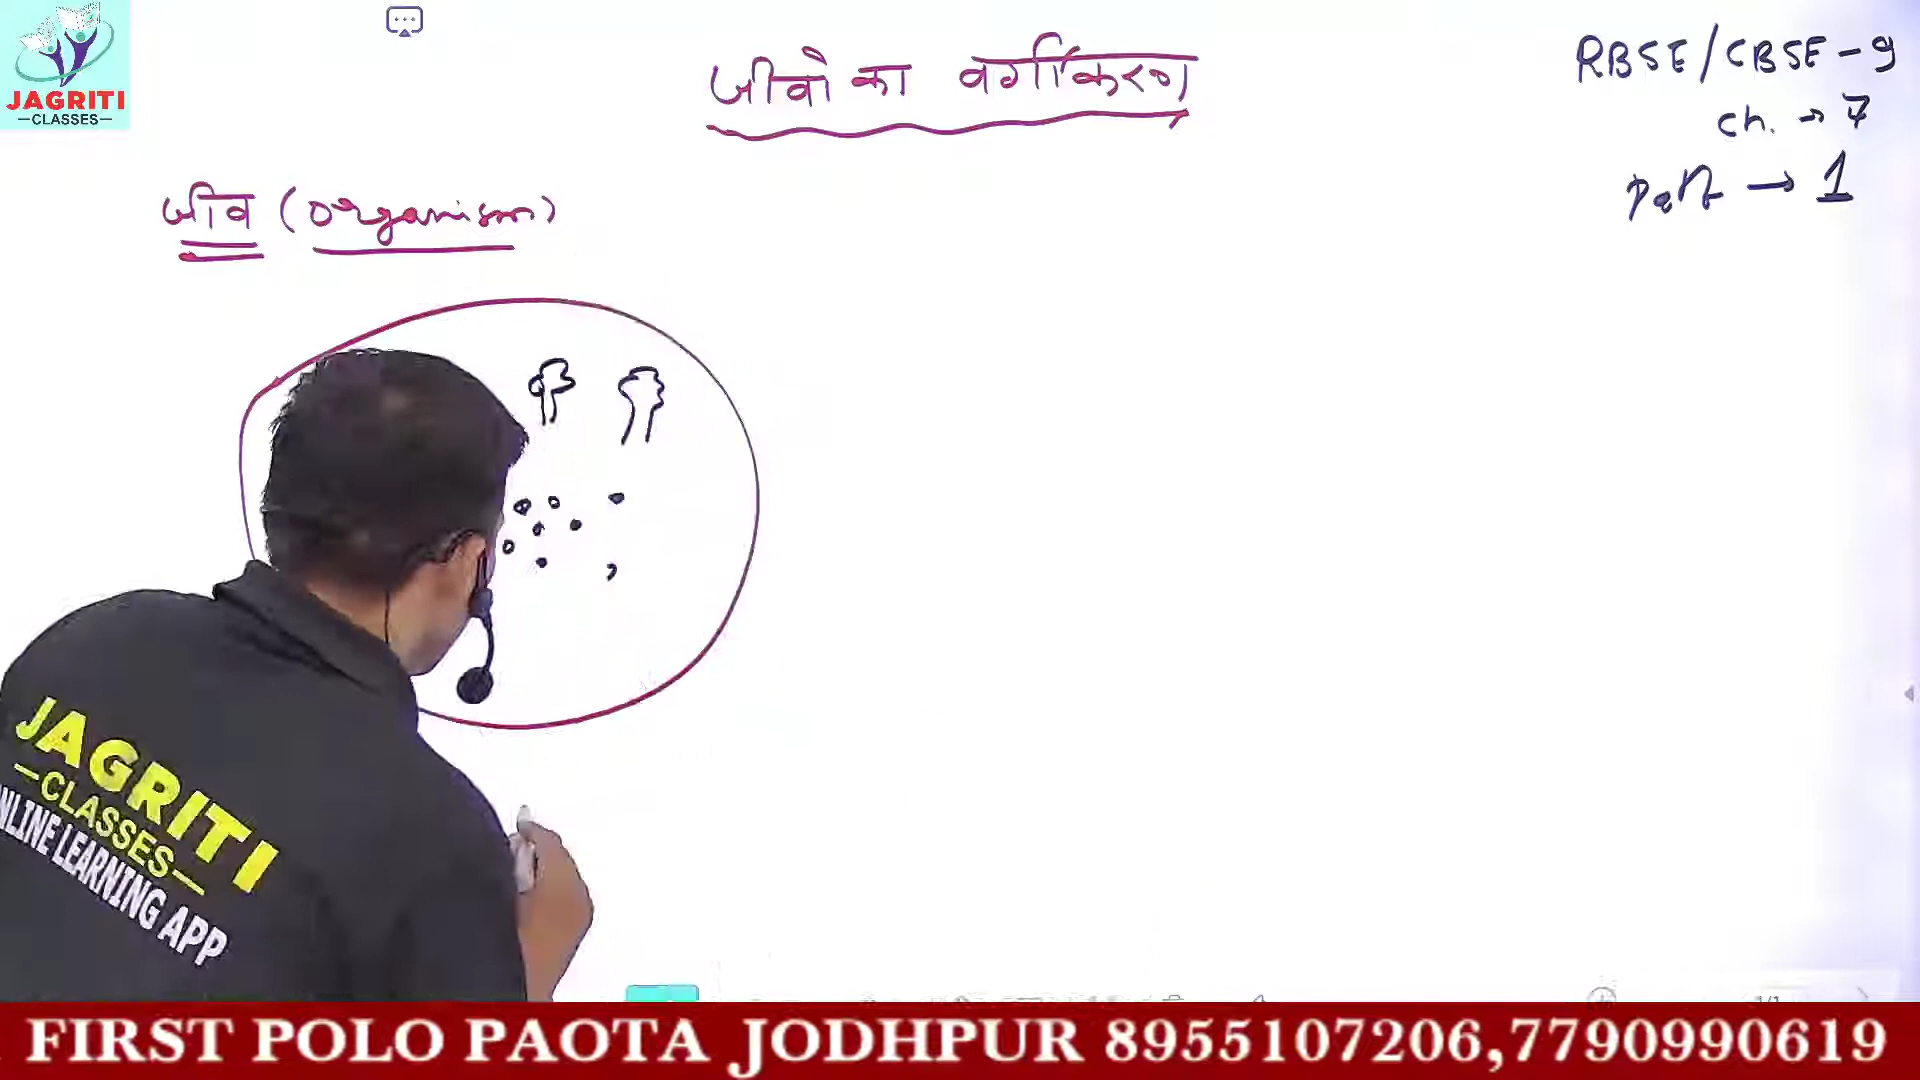 JAGRITI
—CLASSES—
जीवो का वर्गीकरण
RBSE/CBSE-9
Ch. → 7
Part → 1
जीव (organism)
JAGRITI
—CLASSES—
NLINE LEARNING APP
FIRST POLO PAOTA JODHPUR 8955107206,7790990619